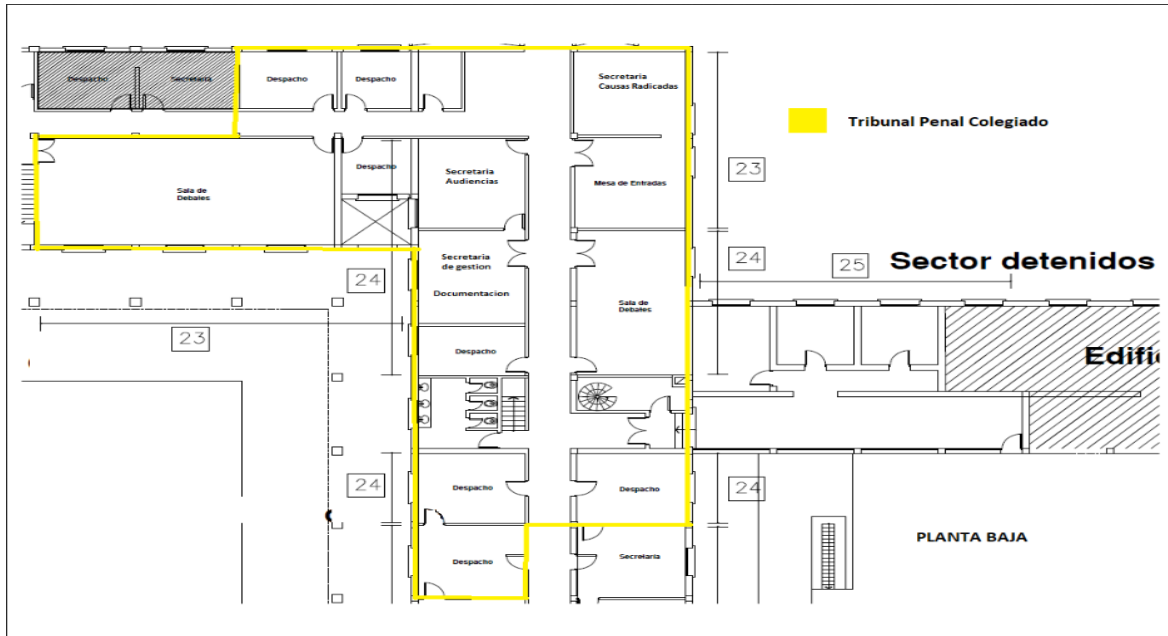 Despacho
Secretaria
Despacho
Despacho
Secretaria
Causas Radicadas
Tribunal Penal Colegiado
Sala de
Debates
Despacho
Secretaria
Audiencias
Mesa de Entradas
23
Secretaria
de gestion
Documentacion
24
24
25
Sector detenidos
Sala de
Debates
23
Despacho
Edifi
24
Despacho
Despacho
24
Despacho
Secretaria
PLANTA BAJA